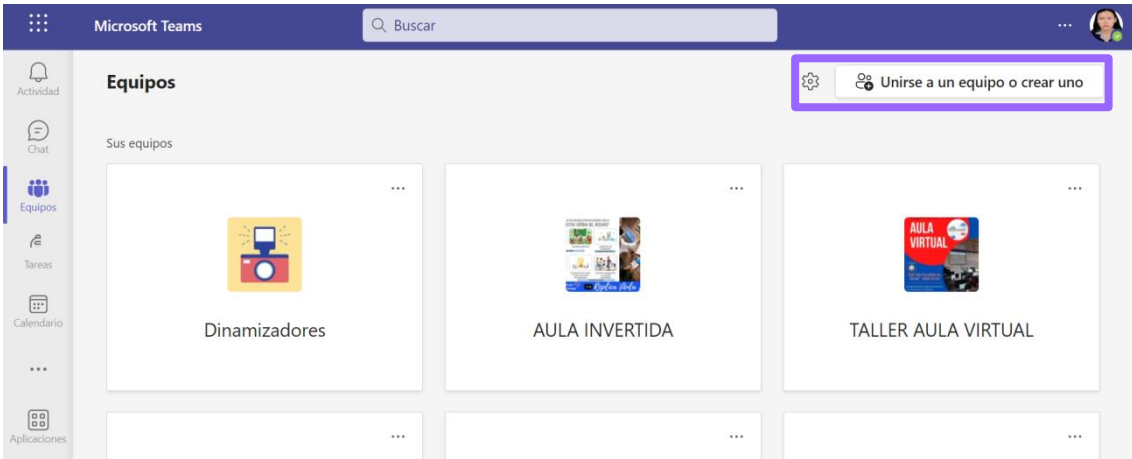 Microsoft Teams
Buscar
Actividad
Chat
Equipos
Tareas
Calendario
Aplicaciones
Equipos
Unirse a un equipo o crear uno
Sus equipos
Dinamizadores
AULA INVERTIDA
AULA
VIRTUAL
TALLER AULA VIRTUAL